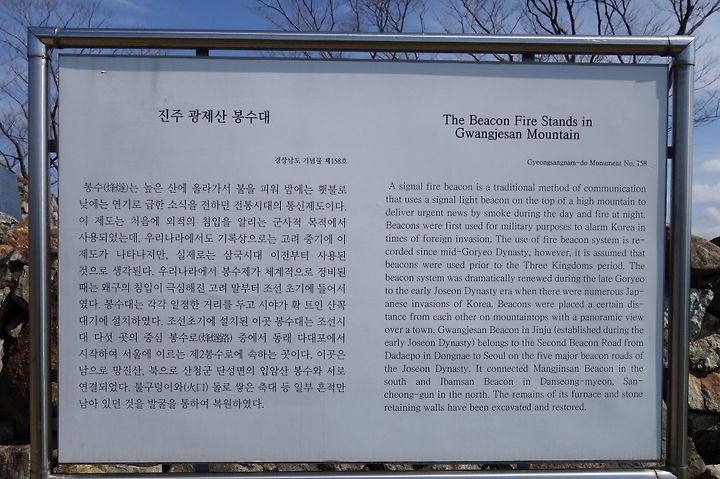 진주 광제산 봉수대
경상남도 기념물 제158호
봉수(烽燧)는 높은 산에 올라가서 불을 피워 밤에는 횃불로
낮에는 연기로 급한 소식을 전하던 전통시대의 통신제도이다.
이 제도는 처음에 외적의 침입을 알리는 군사적 목적에서
사용되었는데, 우리나라에서도 기록상으로는 고려 중기에 이
제도가 나타나지만, 실제로는 삼국시대 이전부터 사용된
것으로 생각된다. 우리나라에서 봉수제가 체계적으로 정비된
때는 왜구의 침입이 극심해진 고려 말부터 조선 초기에 들어서
였다. 봉수대는 각각 일정한 거리를 두고 시야가 확 트인 산꼭
대기에 설치하였다. 조선초기에 설치된 이곳 봉수대는 조선시
대 다섯 곳의 중심 봉수로(烽燧路) 중에서 동래 다대포에서
시작하여 서울에 이르는 제2봉수로에 속하는 곳이다. 이곳은
남으로 망진산, 북으로 산청군 단성면의 입암산 봉수와 서로
연결되었다. 불구덩이와(火口) 돌로 쌓은 축대 등 일부 흔적만
남아 있던 것을 발굴을 통하여 복원하였다.
The Beacon Fire Stands in
Gwangjesan Mountain
Gyeongsangnam-do Monument No. 158
A signal fire beacon is a traditional method of communication
that uses a signal light beacon on the top of a high mountain to
deliver urgent news by smoke during the day and fire at night.
Beacons were first used for military purposes to alarm Korea in
times of foreign invasion. The use of fire beacon system is re-
corded since mid-Goryeo Dynasty, however, it is assumed that
beacons were used prior to the Three Kingdoms period. The
beacon system was dramatically renewed during the late Goryeo
to the early Joseon Dynasty era when there were numerous Jap-
anese invasions of Korea. Beacons were placed a certain dis-
tance from each other on mountaintops with a panoramic view
over a town. Gwangjesan Beacon in Jinju (established during the
early Joseon Dynasty) belongs to the Second Beacon Road from
Dadaepo in Dongnae to Seoul on the five major beacon roads of
the Joseon Dynasty. It connected Mangjinsan Beacon in the
south and Ibamsan Beacon in Danseong-myeon, San-
cheong-gun in the north. The remains of its furnace and stone
retaining walls have been excavated and restored.